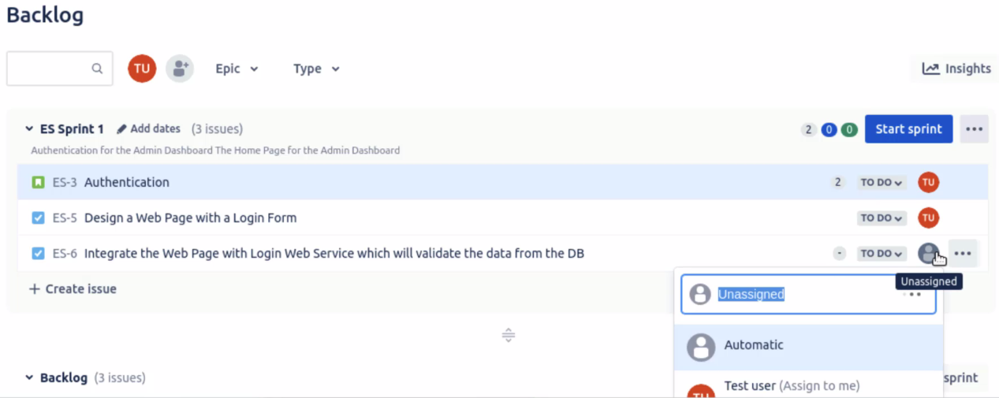 Backlog
TU Epic Type Insights
ES Sprint 1 Add dates (3 issues) 2 0 0 Start sprint
Authentication for the Admin Dashboard The Home Page for the Admin Dashboard
ES-3 Authentication 2 TO DO TU
ES-5 Design a Web Page with a Login Form TO DO TU
ES-6 Integrate the Web Page with Login Web Service which will validate the data from the DB - TO DO
+ Create issue
Unassigned
Unassigned
Automatic
Backlog (3 issues) sprint
TU Test user (Assign to me)